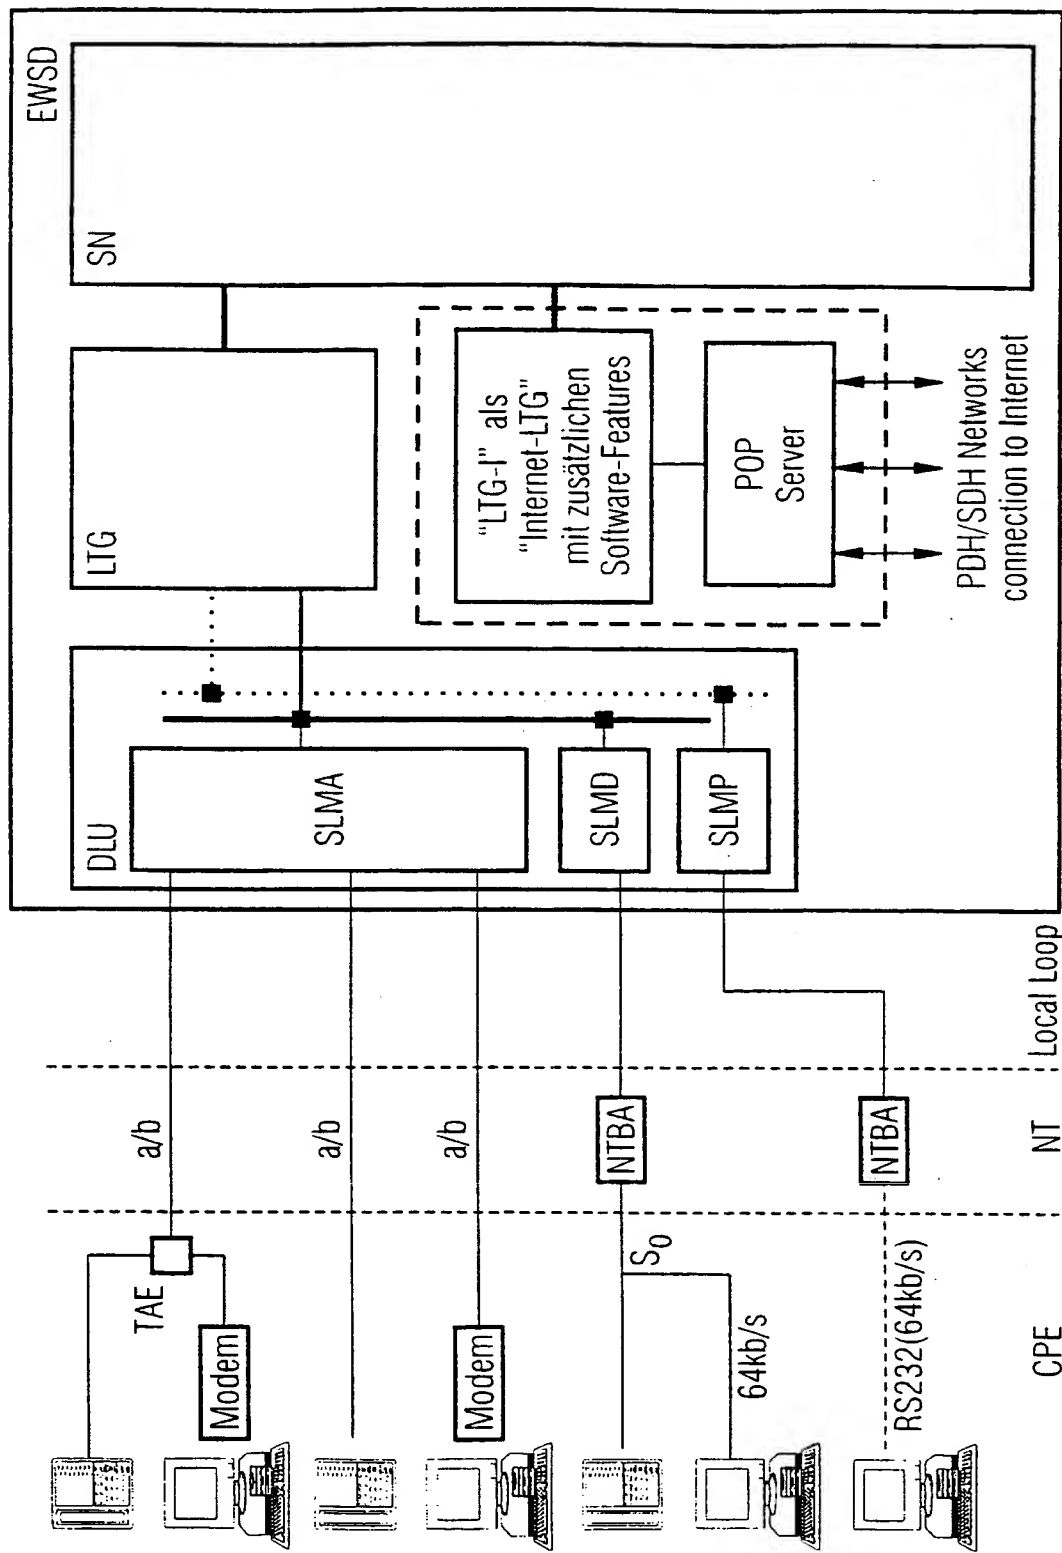 EWSD
SN
LTG
"LTG-I" als
"Internet-LTG"
mit zusätzlichen
Software-Features
POP
Server
PDH/SDH Networks
connection to Internet
DLU
SLMA
SLMD
SLMP
Local Loop
a/b
a/b
a/b
NTBA
NTBA
NT
TAE
Modem
Modem
S0
64kb/s
RS232(64kb/s)
CPE